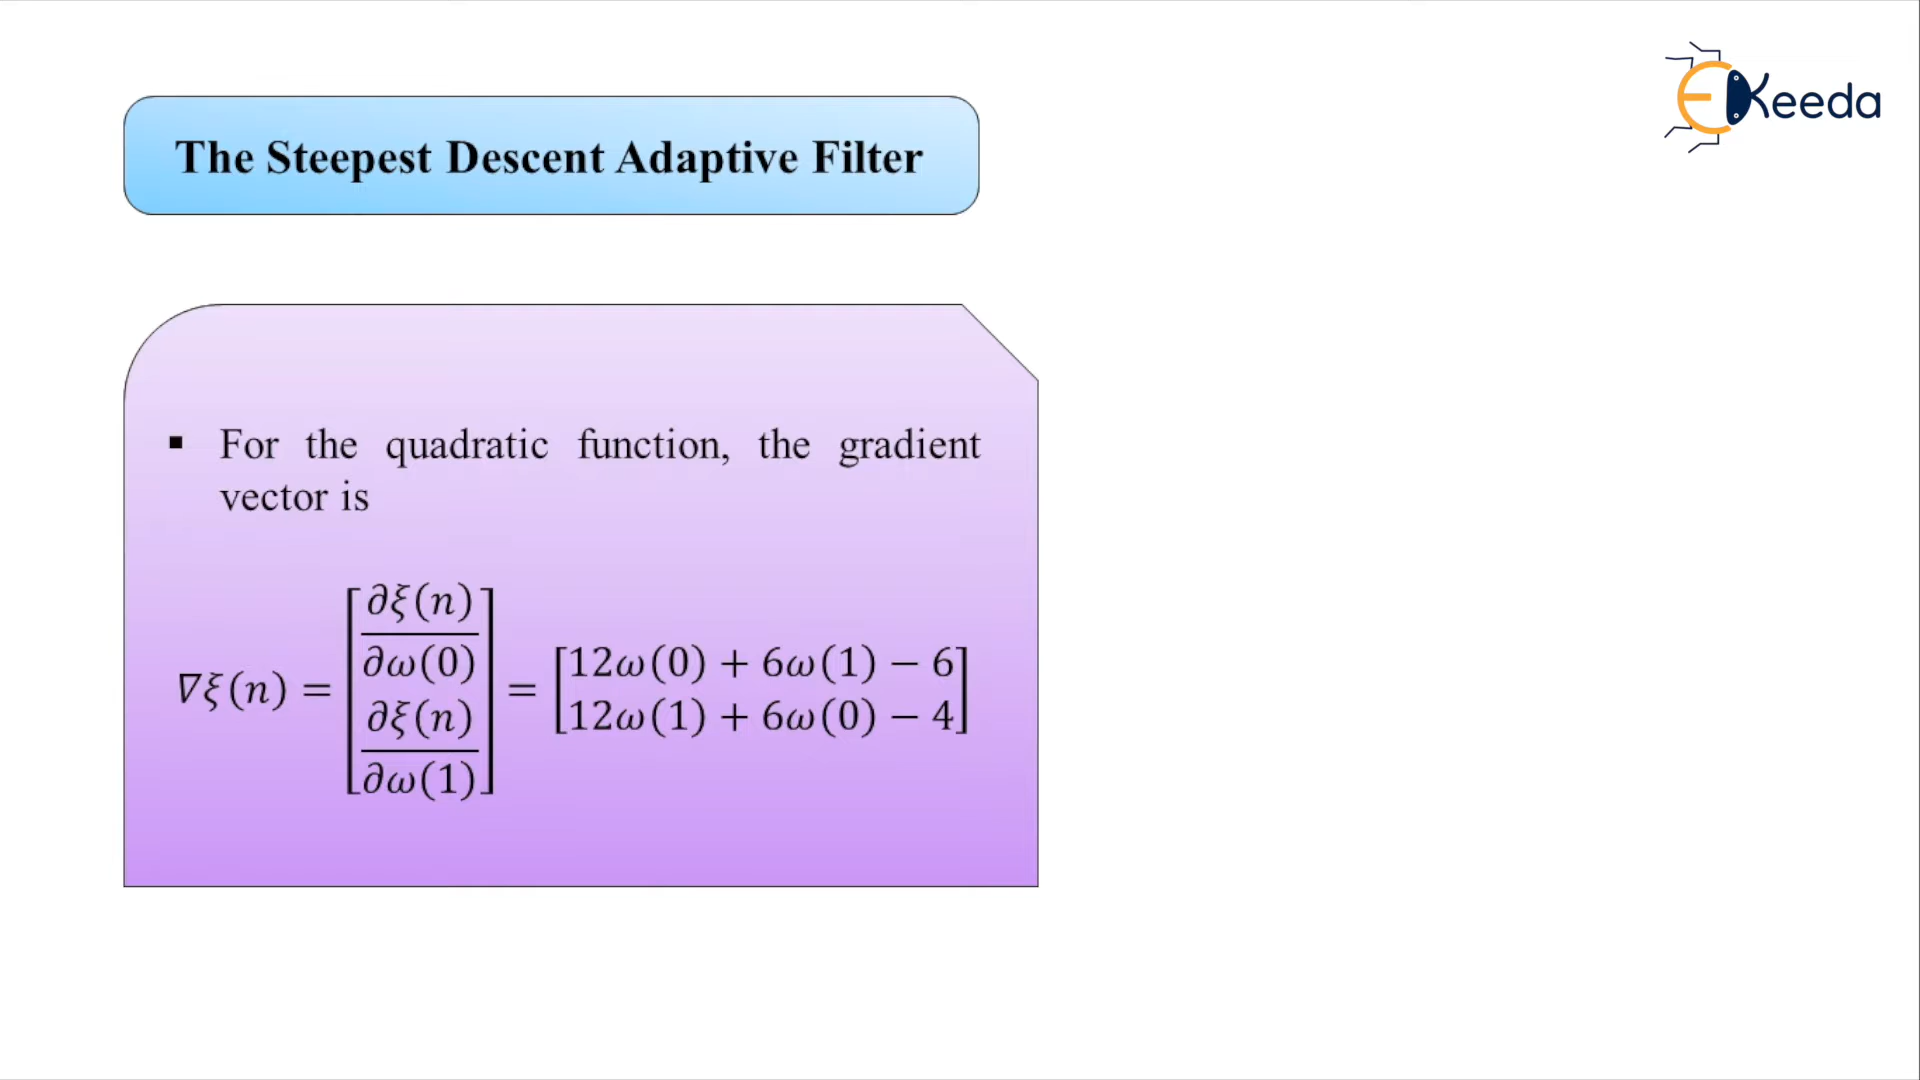 EKeeda
The Steepest Descent Adaptive Filter
▪ For the quadratic function, the gradient
vector is
∇ξ(n) = [∂ξ(n)/∂ω(0) ∂ξ(n)/∂ω(1)] = [12ω(0) + 6ω(1) − 6
12ω(1) + 6ω(0) − 4]